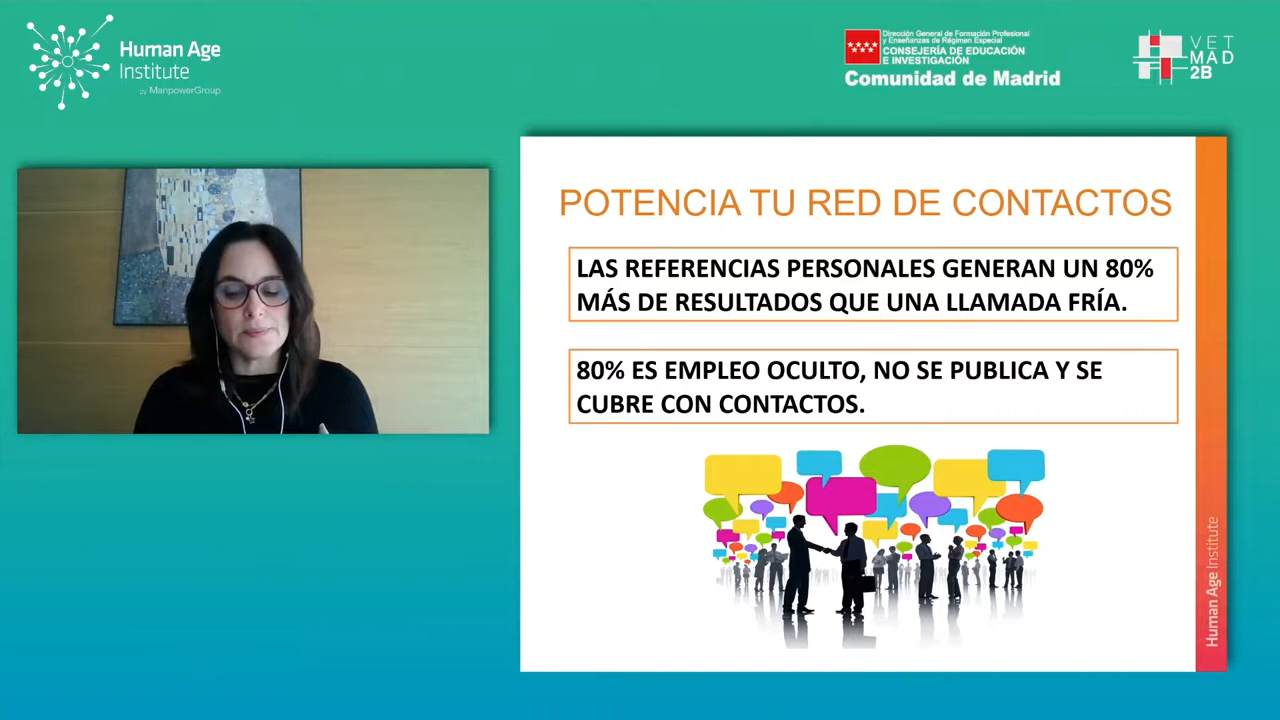 Human Age
Institute
by ManpowerGroup
Dirección General de Formación Profesional
y Enseñanzas de Régimen Especial
CONSEJERÍA DE EDUCACIÓN
E INVESTIGACIÓN
Comunidad de Madrid
VET
MAD
2B
POTENCIA TU RED DE CONTACTOS
LAS REFERENCIAS PERSONALES GENERAN UN 80%
MÁS DE RESULTADOS QUE UNA LLAMADA FRÍA.
80% ES EMPLEO OCULTO, NO SE PUBLICA Y SE
CUBRE CON CONTACTOS.
Human Age Institute